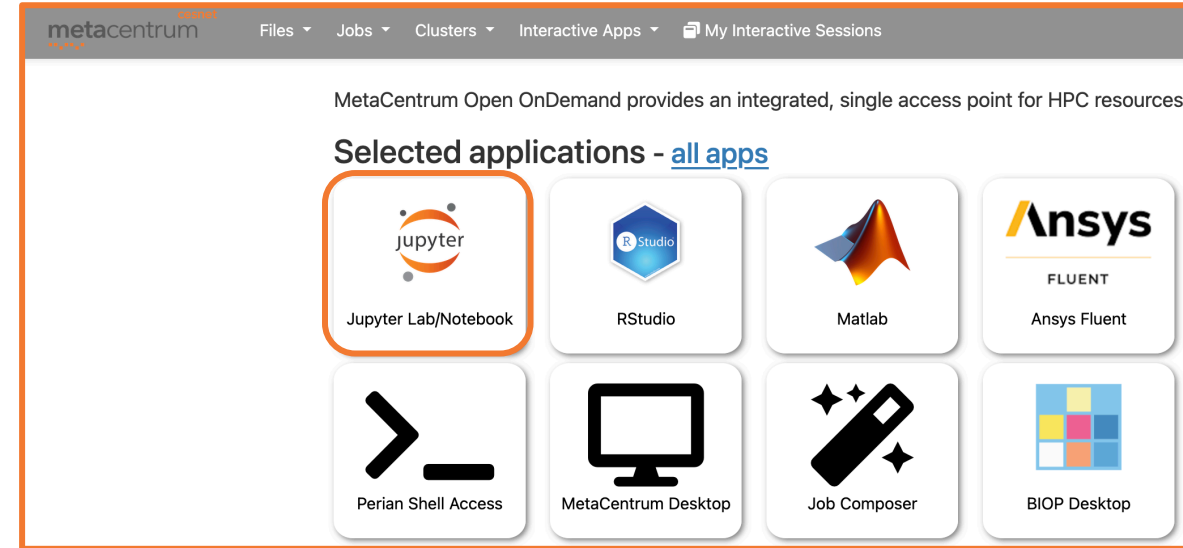 metacentrum
Files Jobs Clusters Interactive Apps My Interactive Sessions
MetaCentrum Open OnDemand provides an integrated, single access point for HPC resources
Selected applications - all apps
jupyter
R Studio
Ansys
FLUENT
Jupyter Lab/Notebook
RStudio
Matlab
Ansys Fluent
Perian Shell Access
MetaCentrum Desktop
Job Composer
BIOP Desktop